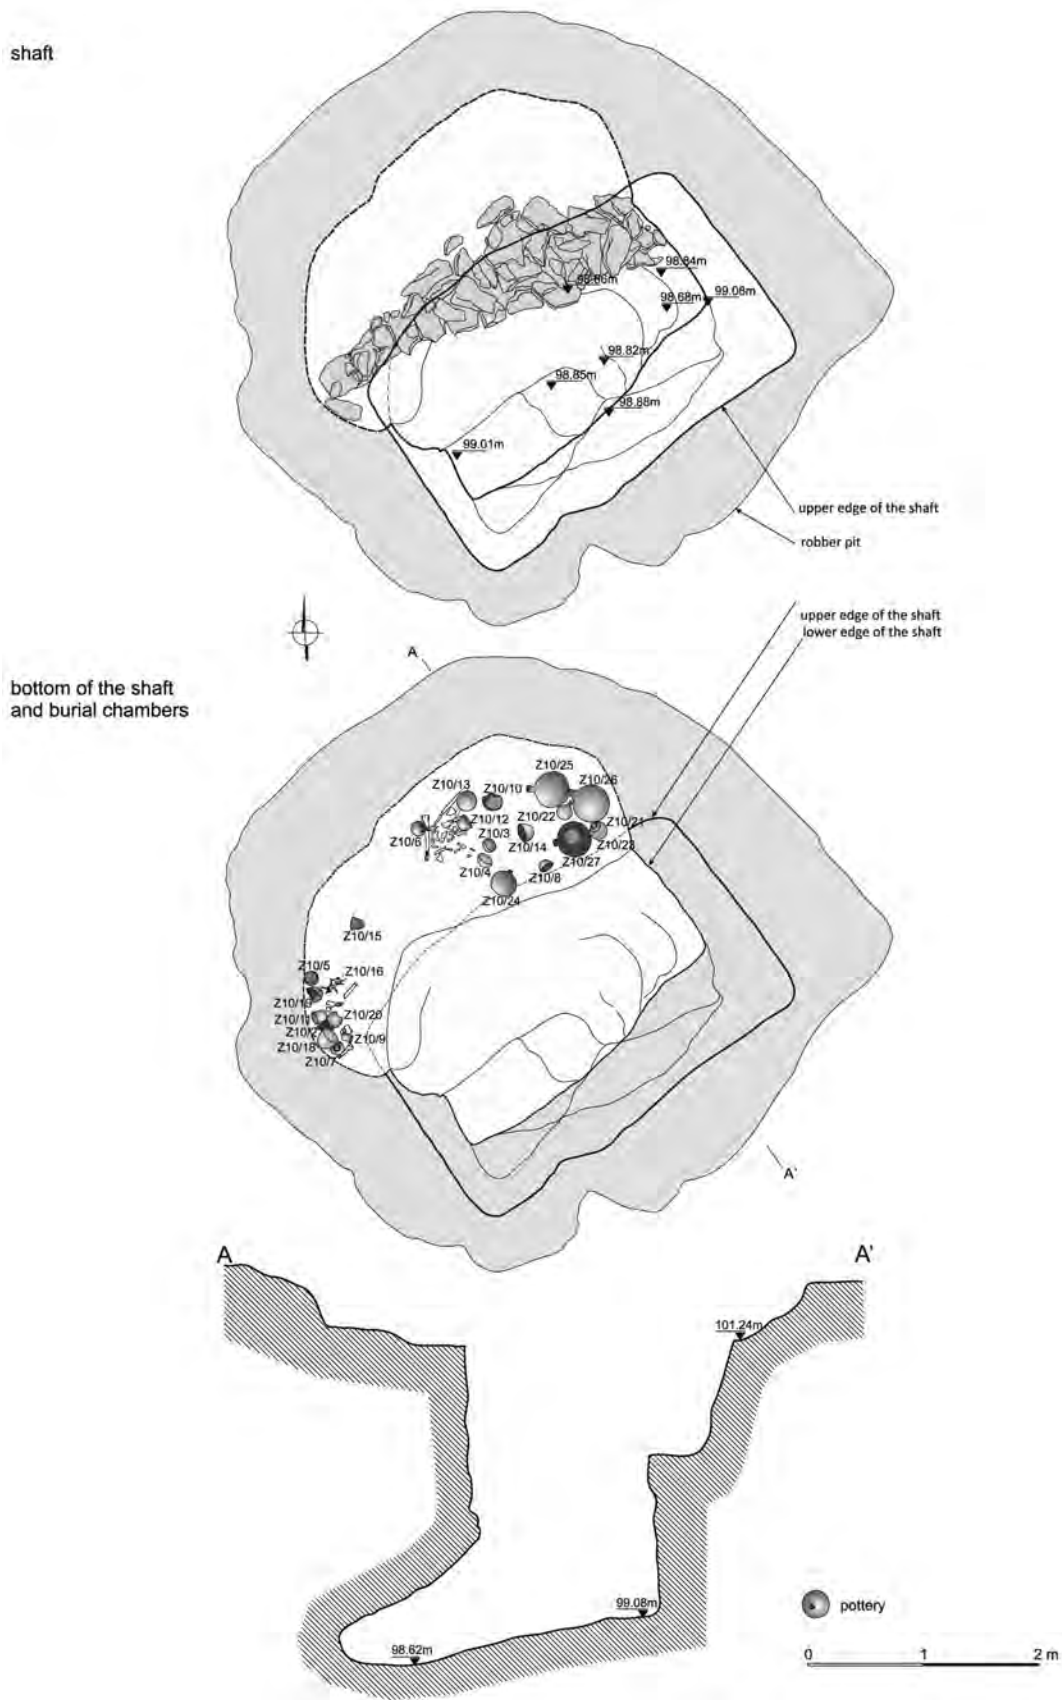 shaft
98.84m
98.66m
98.68m
99.08m
98.82m
98.85m
98.88m
99.01m
upper edge of the shaft
robber pit
upper edge of the shaft
lower edge of the shaft
A
bottom of the shaft
and burial chambers
Z10/25
Z10/26
Z10/13
Z10/10
Z10/22
Z10/12
Z10/21
Z10/6
Z10/3
Z10/14
Z10/23
Z10/27
Z10/4
Z10/8
Z10/24
Z10/15
Z10/5
Z10/16
Z10/11
Z10/20
Z10/18
Z10/9
Z10/7
A'
A
A'
101.24m
99.08m
98.62m
pottery
0 1 2 m